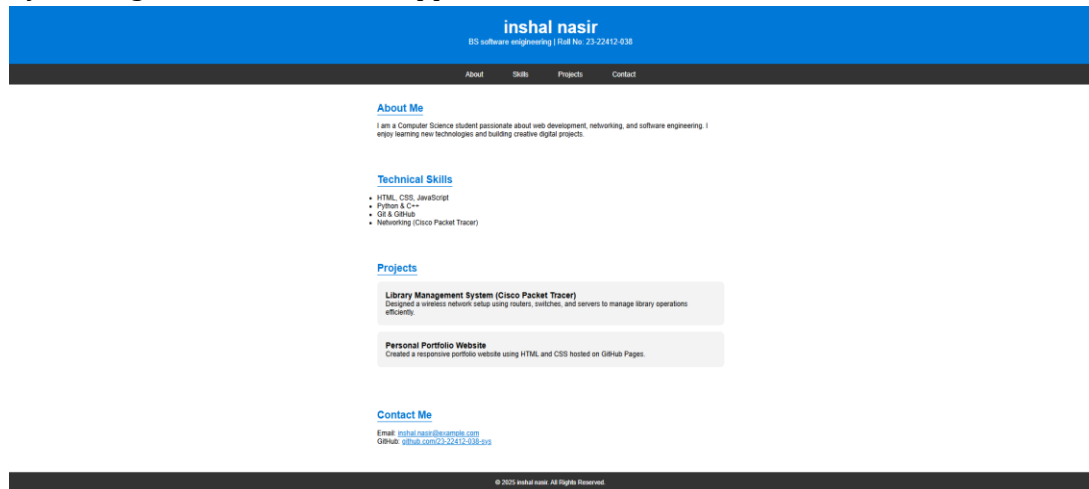 inshal nasir
BS software enigineering | Roll No: 23-22412-038
About Skills Projects Contact
About Me
I am a Computer Science student passionate about web development, networking, and software engineering. I
enjoy learning new technologies and building creative digital projects.
Technical Skills
HTML, CSS, JavaScript
Python & C++
Git & GitHub
Networking (Cisco Packet Tracer)
Projects
Library Management System (Cisco Packet Tracer)
Designed a wireless network setup using routers, switches, and servers to manage library operations
efficiently.
Personal Portfolio Website
Created a responsive portfolio website using HTML and CSS hosted on GitHub Pages.
Contact Me
Email: inshal.nasir@example.com
GitHub: github.com/23-22412-038-svs
© 2025 inshal nasir. All Rights Reserved.